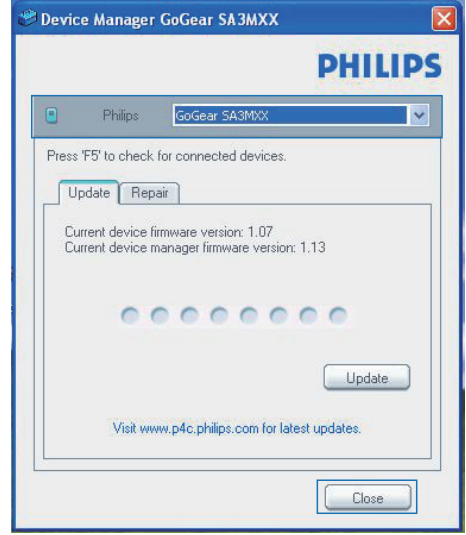 Device Manager GoGear SA3MXX
PHILIPS
Philips GoGear SA3MXX
Press 'F5' to check for connected devices.
Update Repair
Current device firmware version: 1.07
Current device manager firmware version: 1.13
Update
Visit www.p4c.philips.com for latest updates.
Close